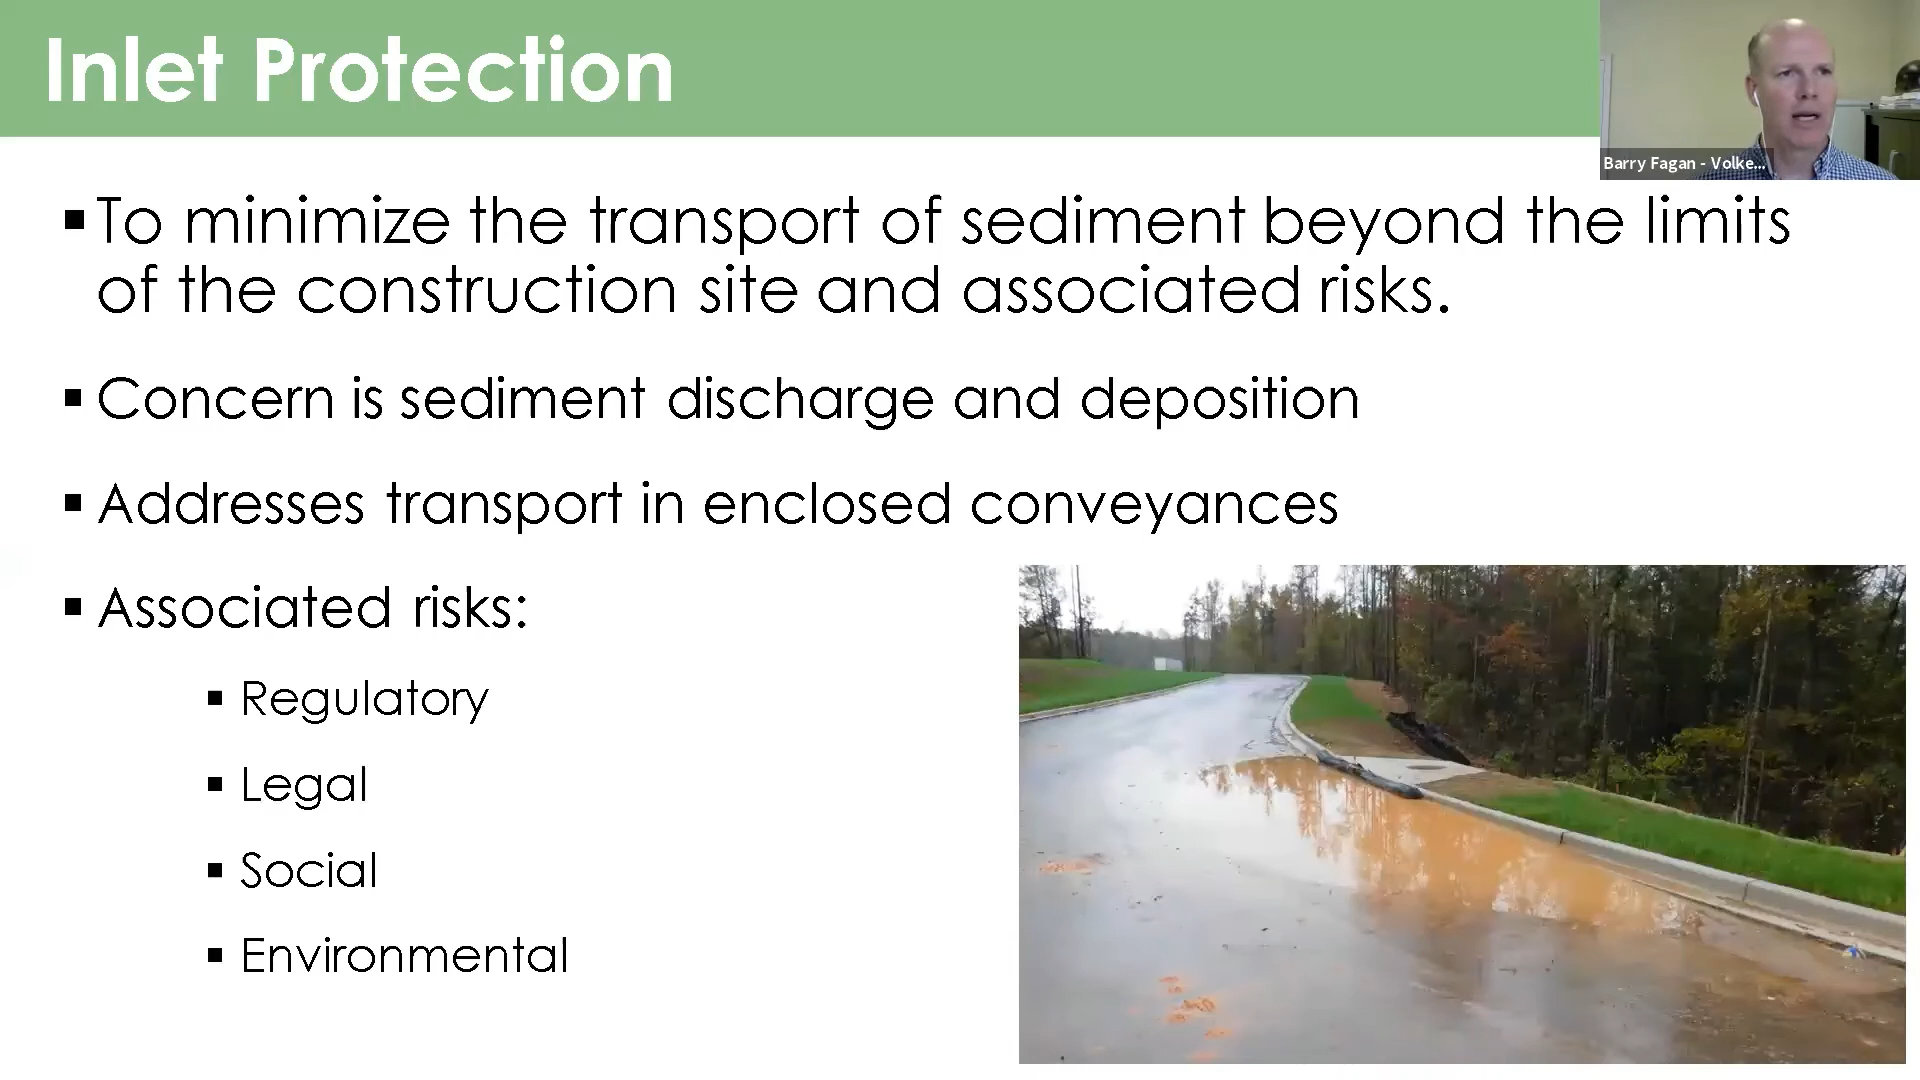 Inlet Protection
Barry Fagan - Volke...
▪To minimize the transport of sediment beyond the limits
of the construction site and associated risks.
▪ Concern is sediment discharge and deposition
▪ Addresses transport in enclosed conveyances
▪ Associated risks:
▪ Regulatory
▪ Legal
▪ Social
▪ Environmental